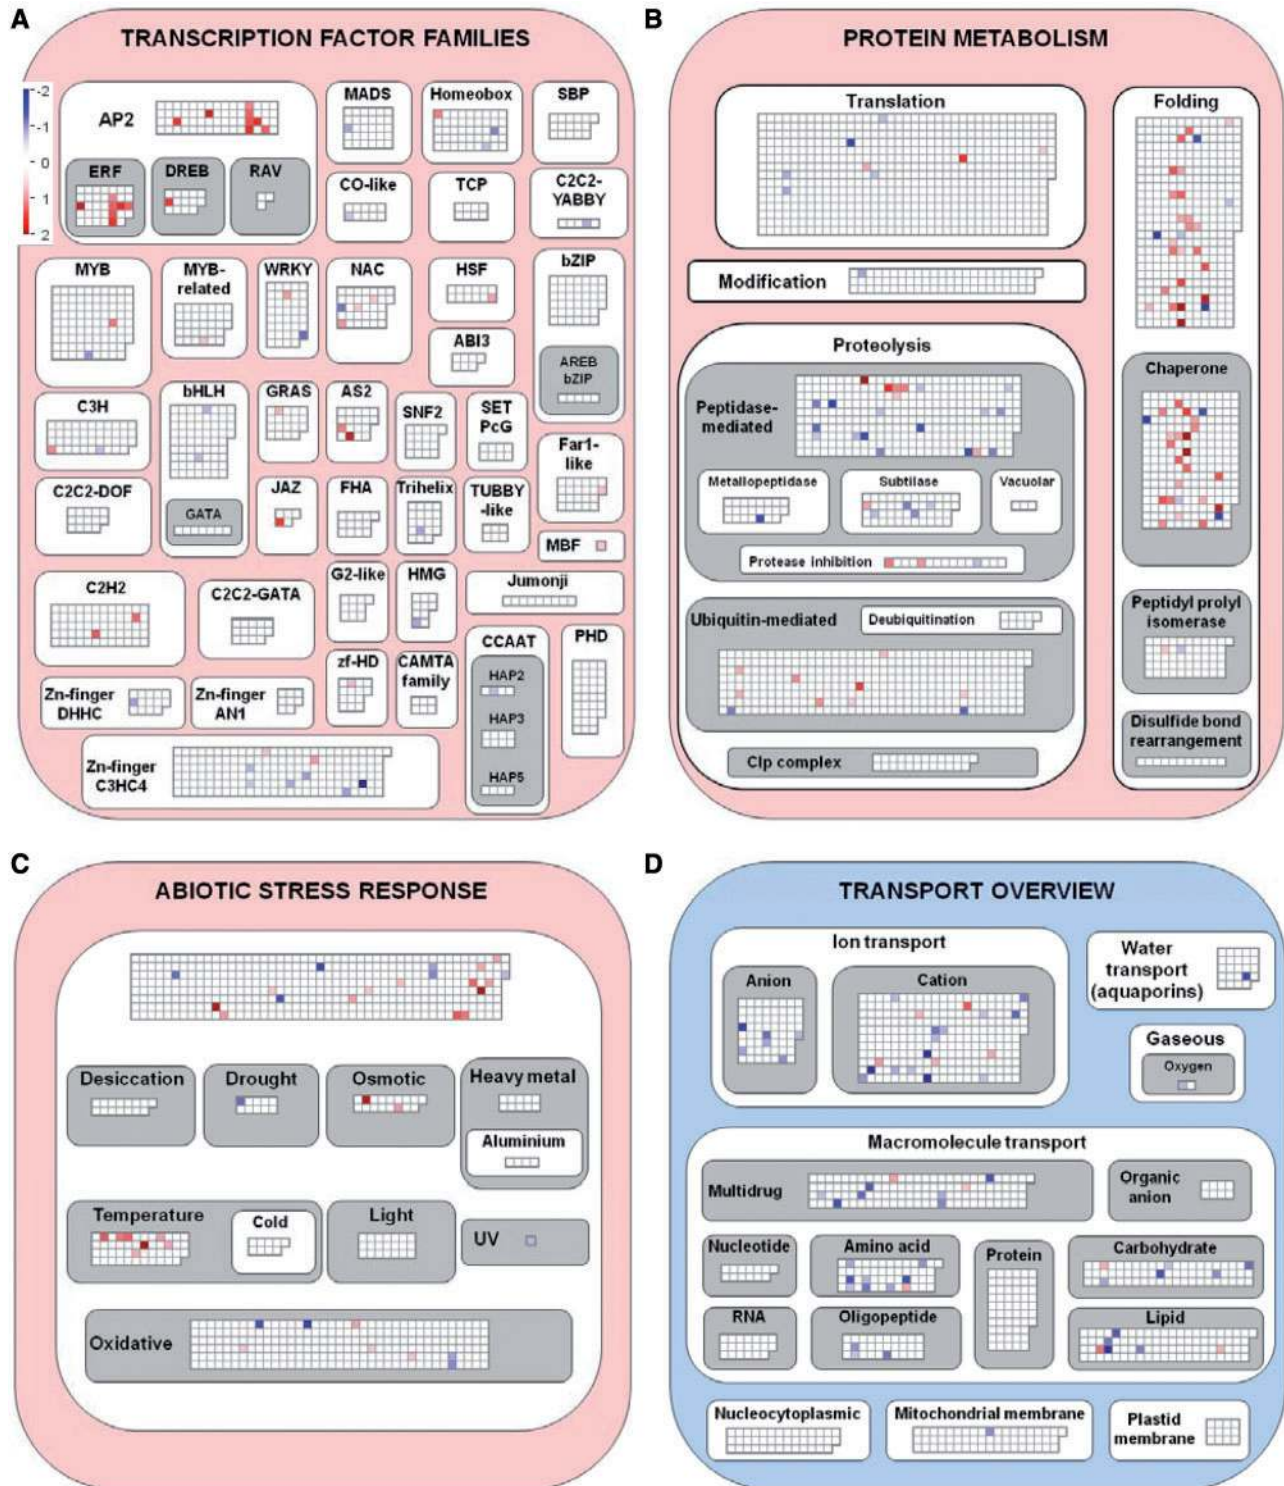 A
TRANSCRIPTION FACTOR FAMILIES
-2
-1
0
1
2
AP2
ERF
DREB
RAV
MADS
Homeobox
SBP
CO-like
TCP
C2C2-
YABBY
MYB
MYB-
related
WRKY
NAC
HSF
ABI3
bZIP
AREB
bZIP
C3H
bHLH
GATA
GRAS
AS2
SNF2
SET
PcG
Far1-
like
C2C2-DOF
JAZ
FHA
Trihelix
TUBBY
-like
MBF
C2H2
C2C2-GATA
G2-like
HMG
Jumonji
CCAAT
HAP2
HAP3
HAP5
PHD
Zn-finger
DHHC
Zn-finger
AN1
zf-HD
CAMTA
family
Zn-finger
C3HC4
B
PROTEIN METABOLISM
Translation
Folding
Modification
Proteolysis
Peptidase-
mediated
Metallopeptidase
Subtilase
Vacuolar
Protease inhibition
Ubiquitin-mediated
Deubiquitination
Clp complex
Chaperone
Peptidyl prolyl
isomerase
Disulfide bond
rearrangement
C
ABIOTIC STRESS RESPONSE
Desiccation
Drought
Osmotic
Heavy metal
Aluminium
Temperature
Cold
Light
UV
Oxidative
D
TRANSPORT OVERVIEW
Ion transport
Anion
Cation
Water
transport
(aquaporins)
Gaseous
Oxygen
Macromolecule transport
Multidrug
Organic
anion
Nucleotide
Amino acid
Protein
Carbohydrate
RNA
Oligopeptide
Lipid
Nucleocytoplasmic
Mitochondrial membrane
Plastid
membrane